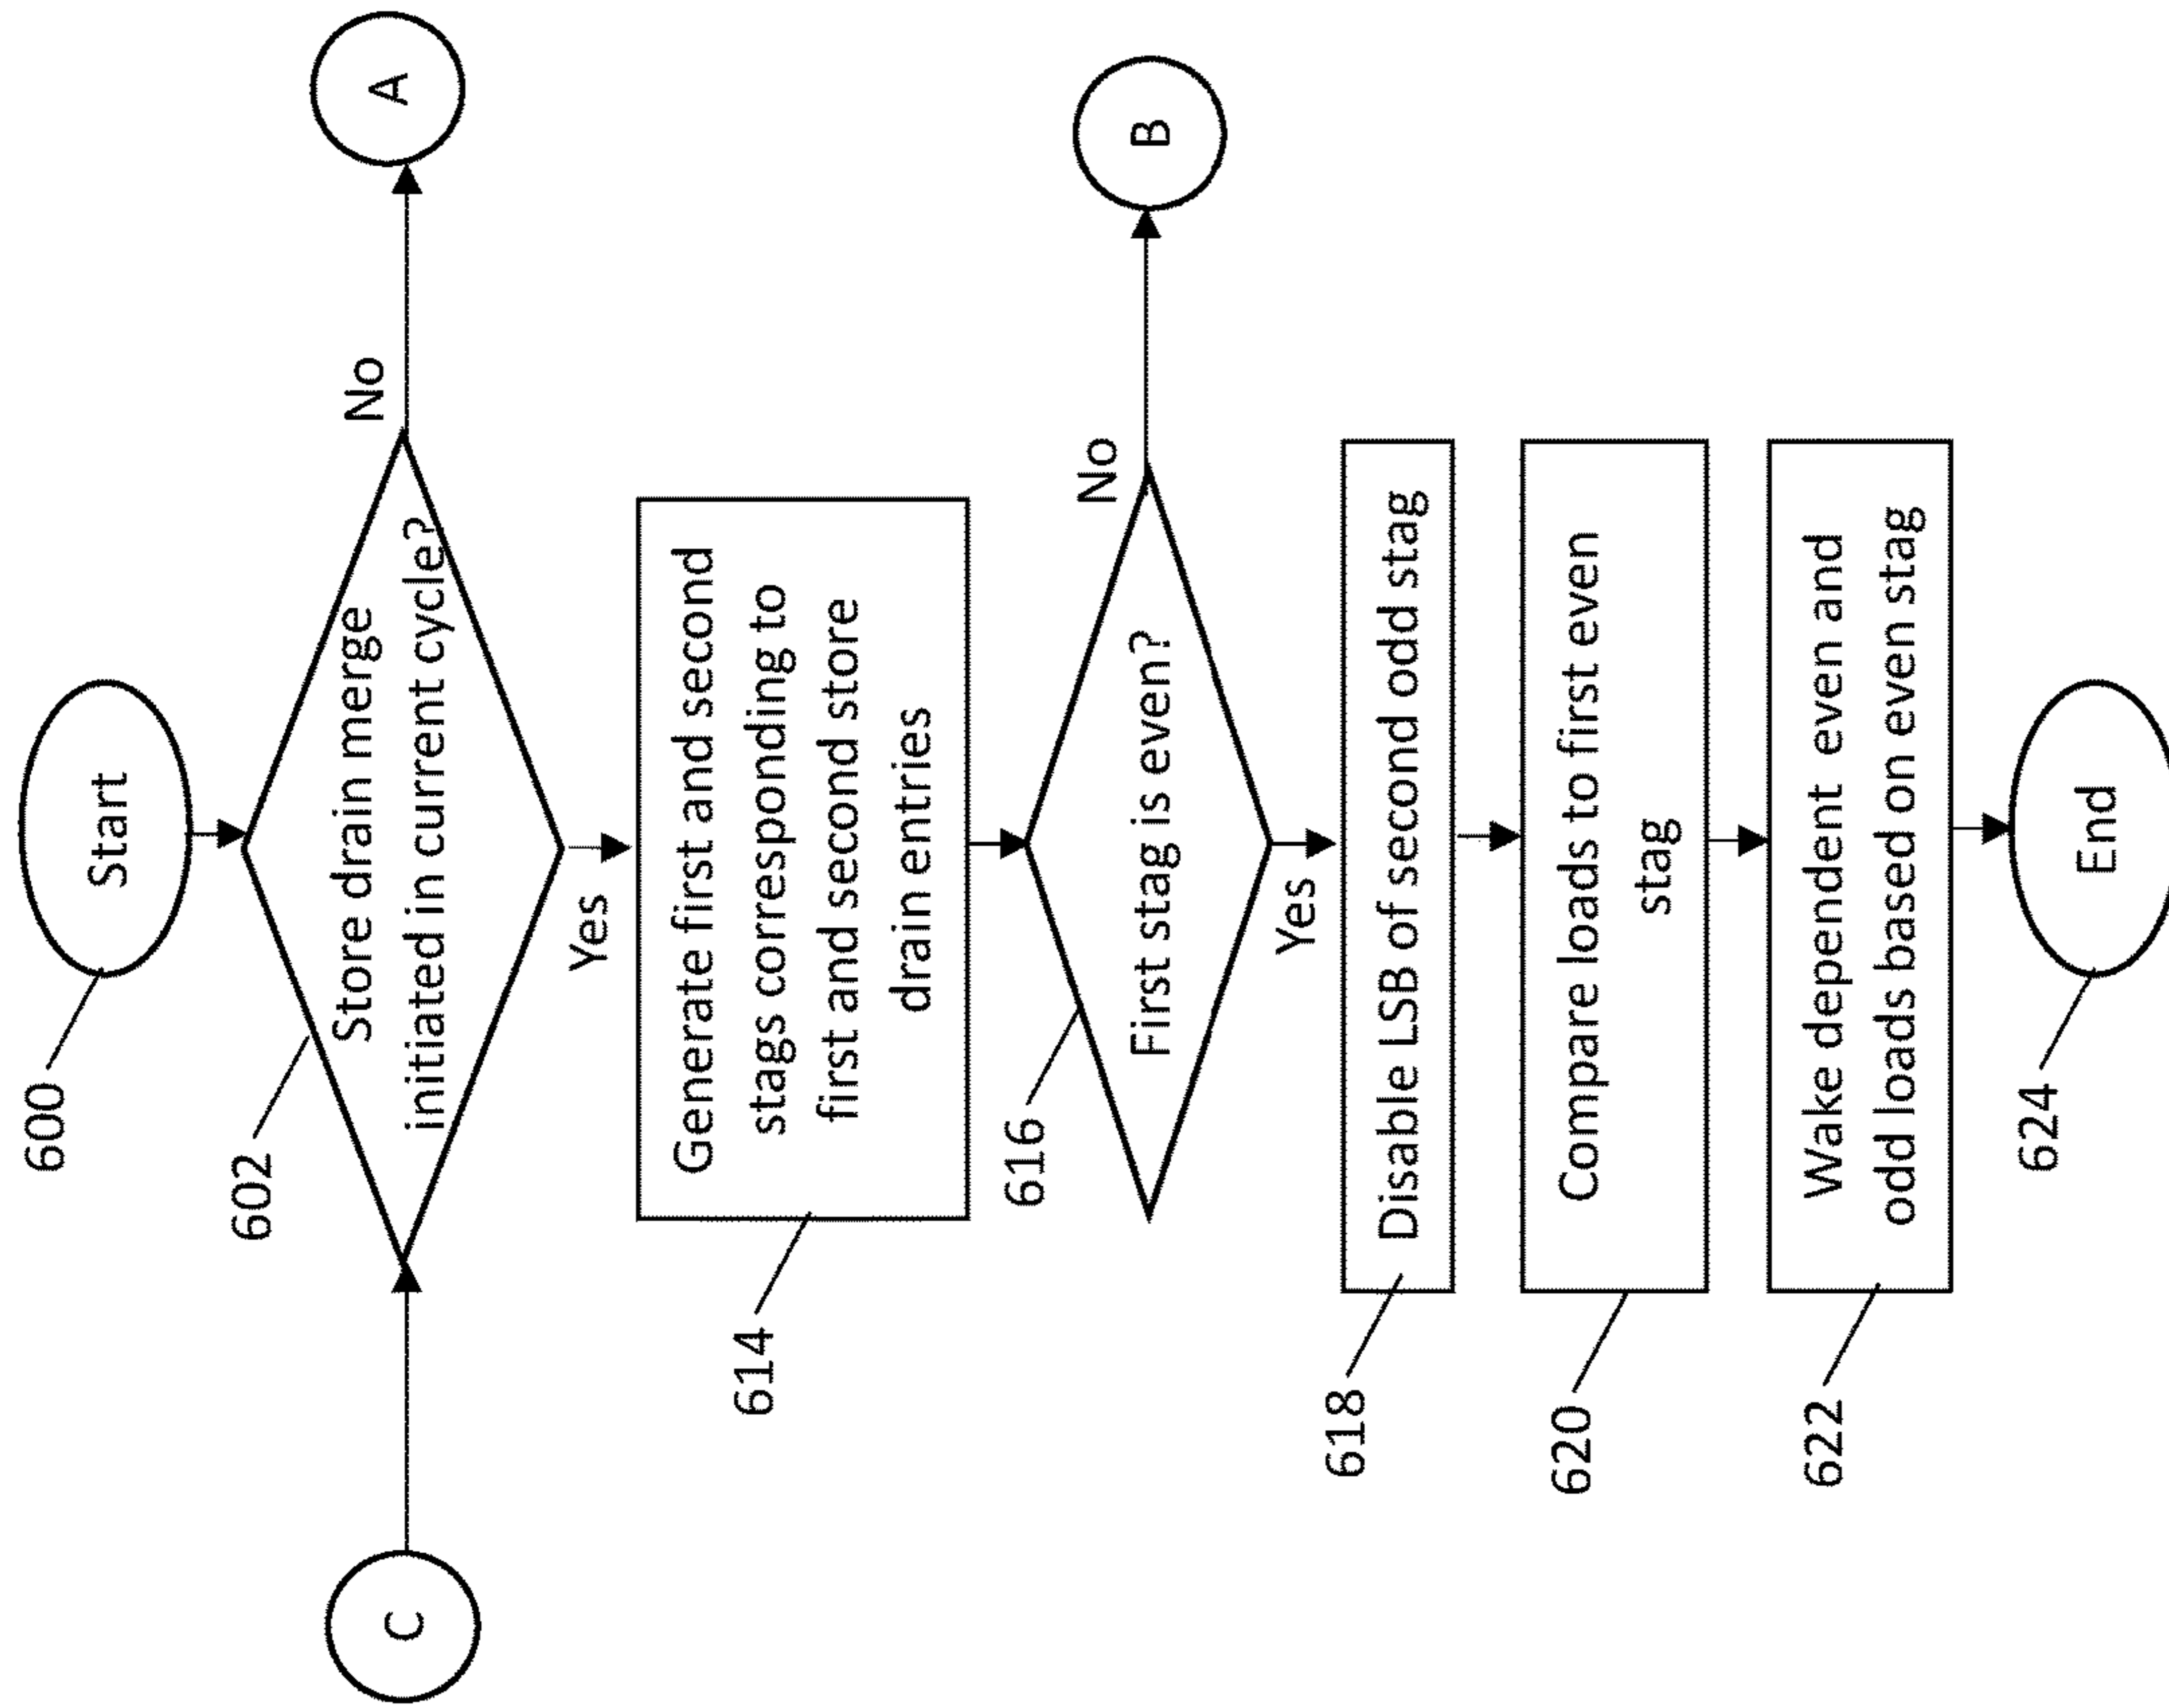 600
Start
602
Store drain merge
initiated in current cycle?
C
No
A
Yes
614
Generate first and second
stags corresponding to
first and second store
drain entries
616
First stag is even?
No
B
Yes
618
Disable LSB of second odd stag
620
Compare loads to first even
stag
622
Wake dependent even and
odd loads based on even stag
624
End